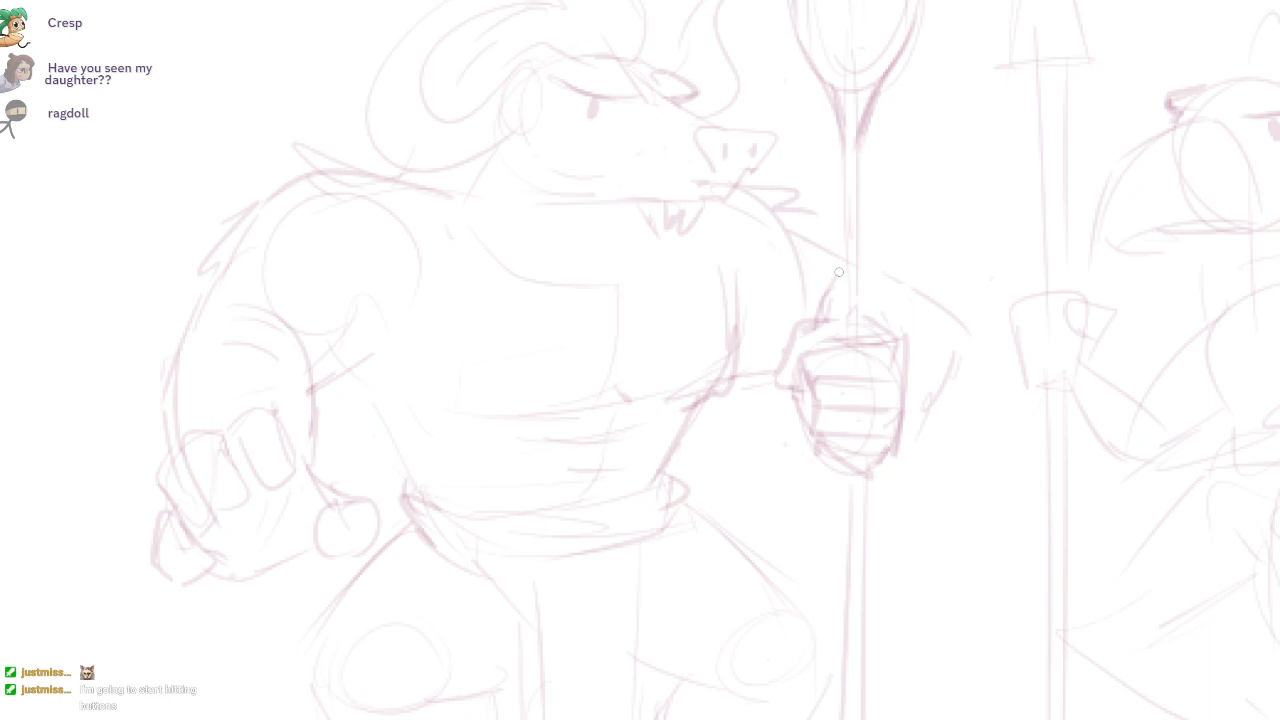 Cresp
Have you seen my
daughter??
ragdoll
justmiss...
justmiss... I'm going to start hitting
buttons